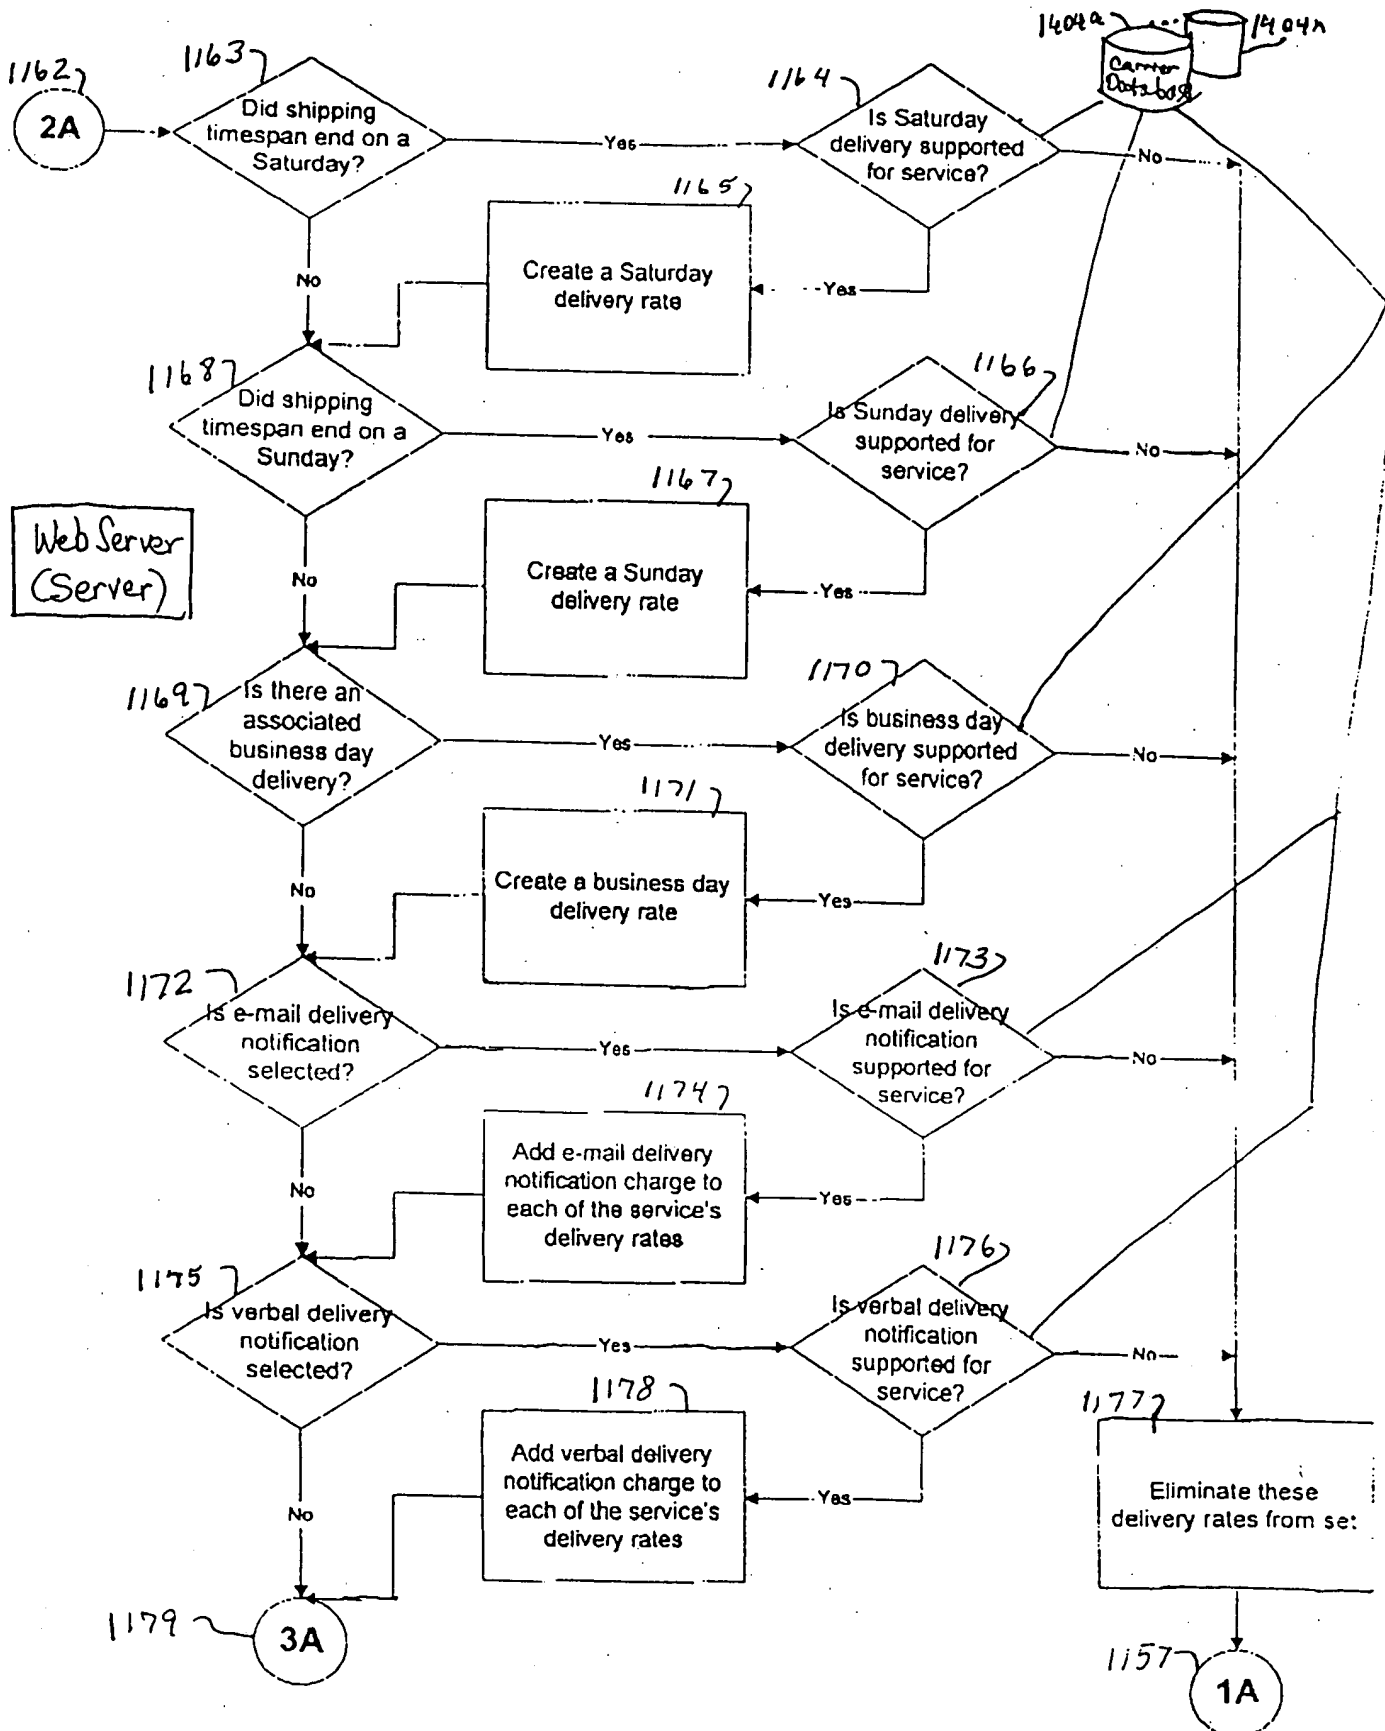 1404a
1404n
Carrier
Database
1162
2A
1163
Did shipping
timespan end on a
Saturday?
Yes
1164
Is Saturday
delivery supported
for service?
No
1165
Create a Saturday
delivery rate
Yes
No
1168
Did shipping
timespan end on a
Sunday?
Yes
1166
Is Sunday delivery
supported for
service?
No
1167
Create a Sunday
delivery rate
Yes
Web Server
(Server)
No
1169
Is there an
associated
business day
delivery?
Yes
1170
Is business day
delivery supported
for service?
No
1171
Create a business day
delivery rate
Yes
No
1172
Is e-mail delivery
notification
selected?
Yes
1173
Is e-mail delivery
notification
supported for
service?
No
1174
Add e-mail delivery
notification charge to
each of the service's
delivery rates
Yes
No
1175
Is verbal delivery
notification
selected?
Yes
1176
Is verbal delivery
notification
supported for
service?
No
1178
Add verbal delivery
notification charge to
each of the service's
delivery rates
Yes
No
1177
Eliminate these
delivery rates from set
1179
3A
1157
1A